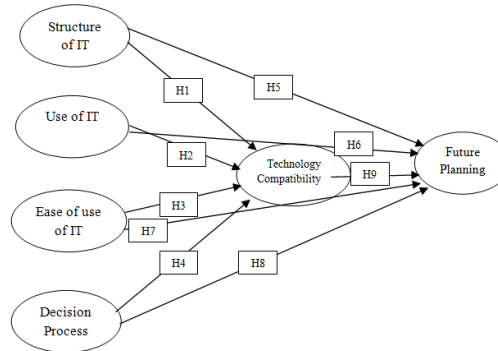 Structure
of IT
H1
H5
Use of IT
H2
H6
Technology
Compatibility
H9
Future
Planning
Ease of use
of IT
H3
H7
H4
H8
Decision
Process